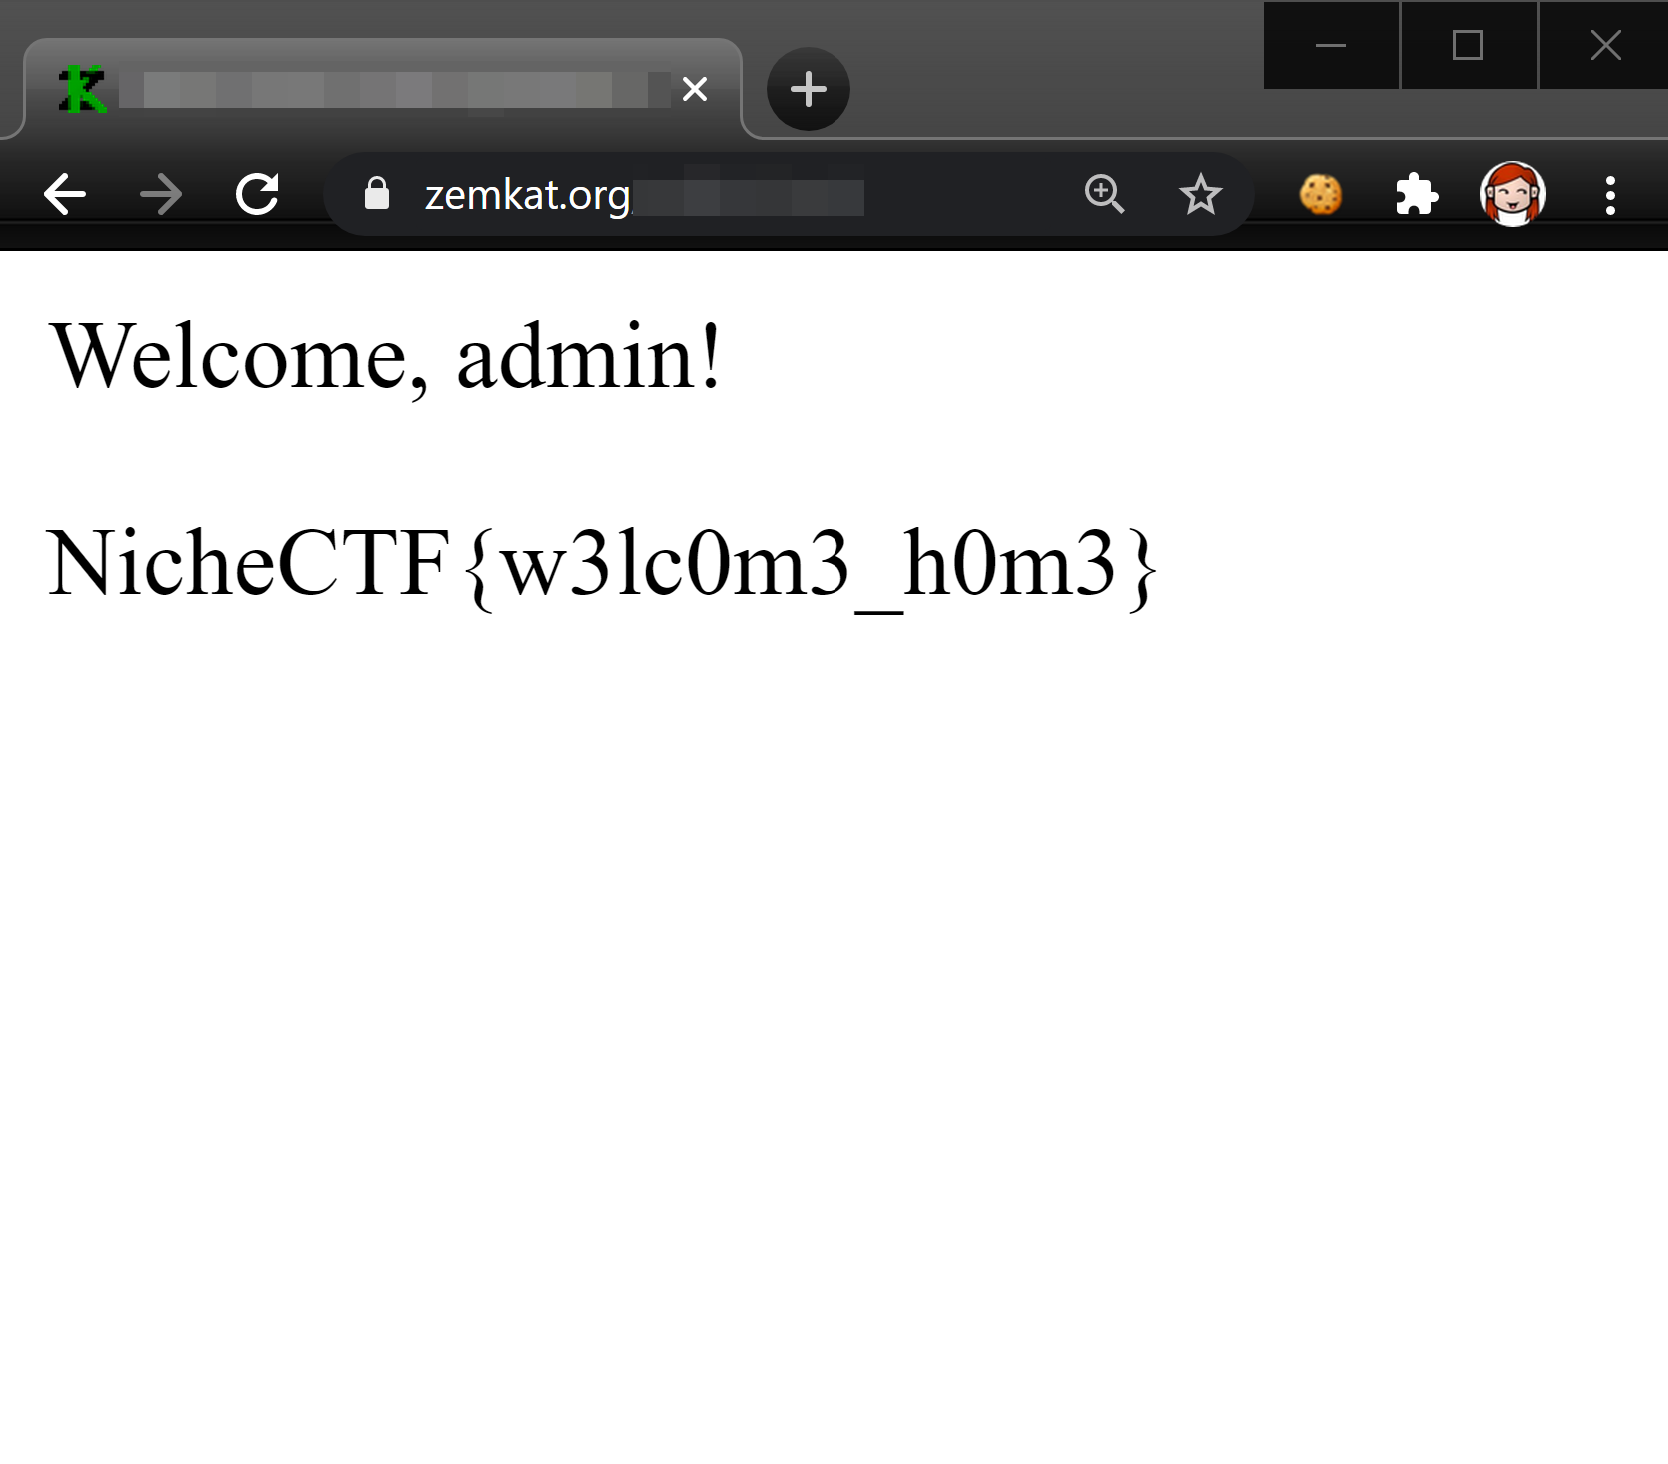 zemkat.org
Welcome, admin!
NicheCTF{w3lc0m3_h0m3}